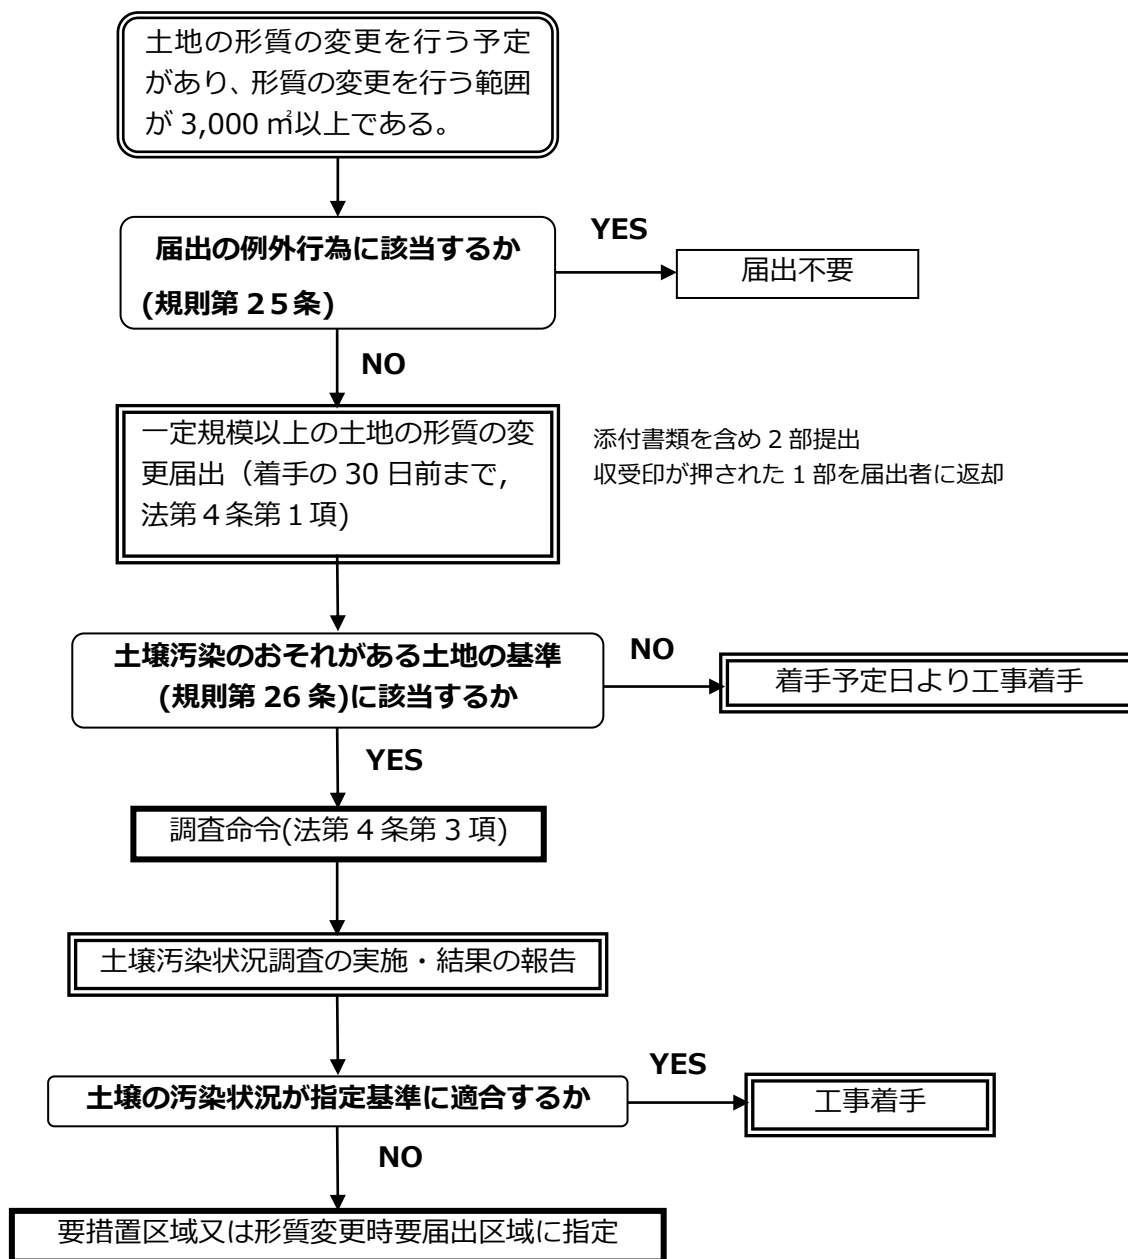 土地の形質の変更を行う予定
があり、形質の変更を行う範囲
が 3,000 ㎡以上である。
届出の例外行為に該当するか
(規則第 25条)
YES
届出不要
NO
一定規模以上の土地の形質の変
更届出（着手の 30 日前まで,
法第４条第１項)
添付書類を含め 2 部提出
収受印が押された 1 部を届出者に返却
土壌汚染のおそれがある土地の基準
(規則第 26 条)に該当するか
NO
着手予定日より工事着手
YES
調査命令(法第 4 条第 3 項)
土壌汚染状況調査の実施・結果の報告
土壌の汚染状況が指定基準に適合するか
YES
工事着手
NO
要措置区域又は形質変更時要届出区域に指定